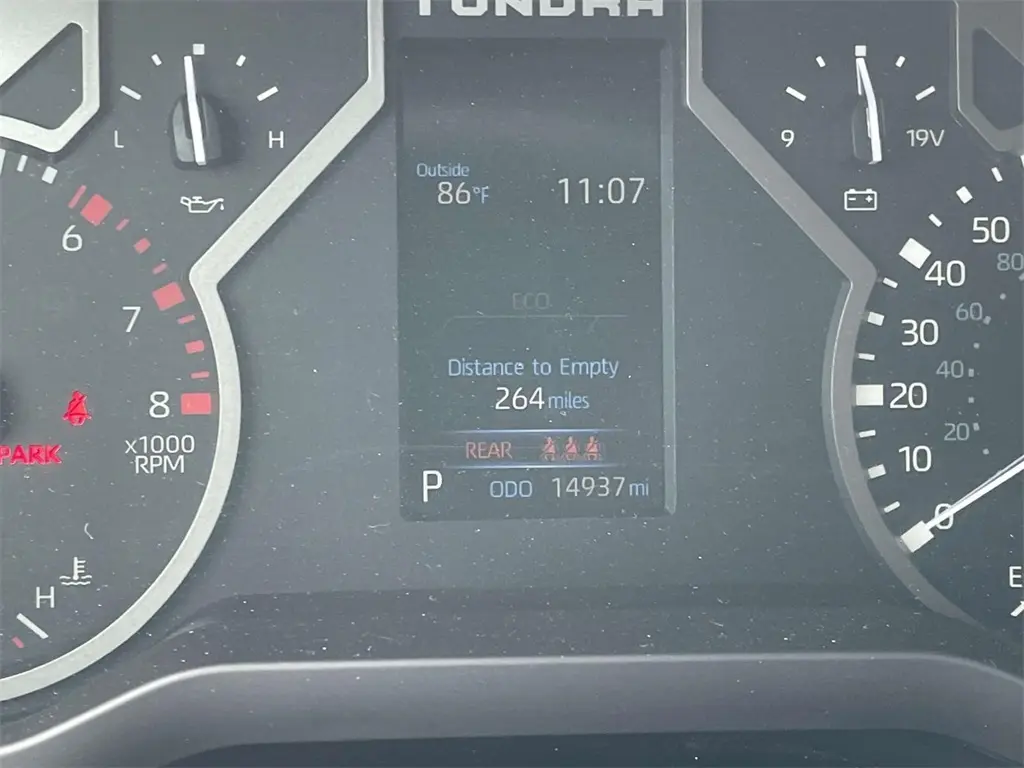 TUNDRA
L
H
9
19V
Outside
86°F
11:07
6
7
8
x1000
RPM
PARK
H
ECO
Distance to Empty
264 miles
REAR
P
ODO 14937 mi
50
40
30
20
10
0
80
60
40
20
E